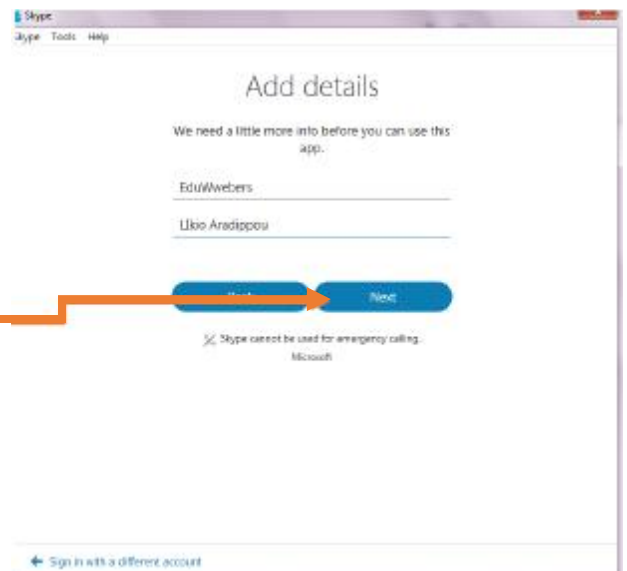 Skype
Skype Tools Help
Add details
We need a little more info before you can use this
app.
EduWwebers
Lykio Aradippou
Next
Skype cannot be used for emergency calling.
Microsoft
Sign in with a different account